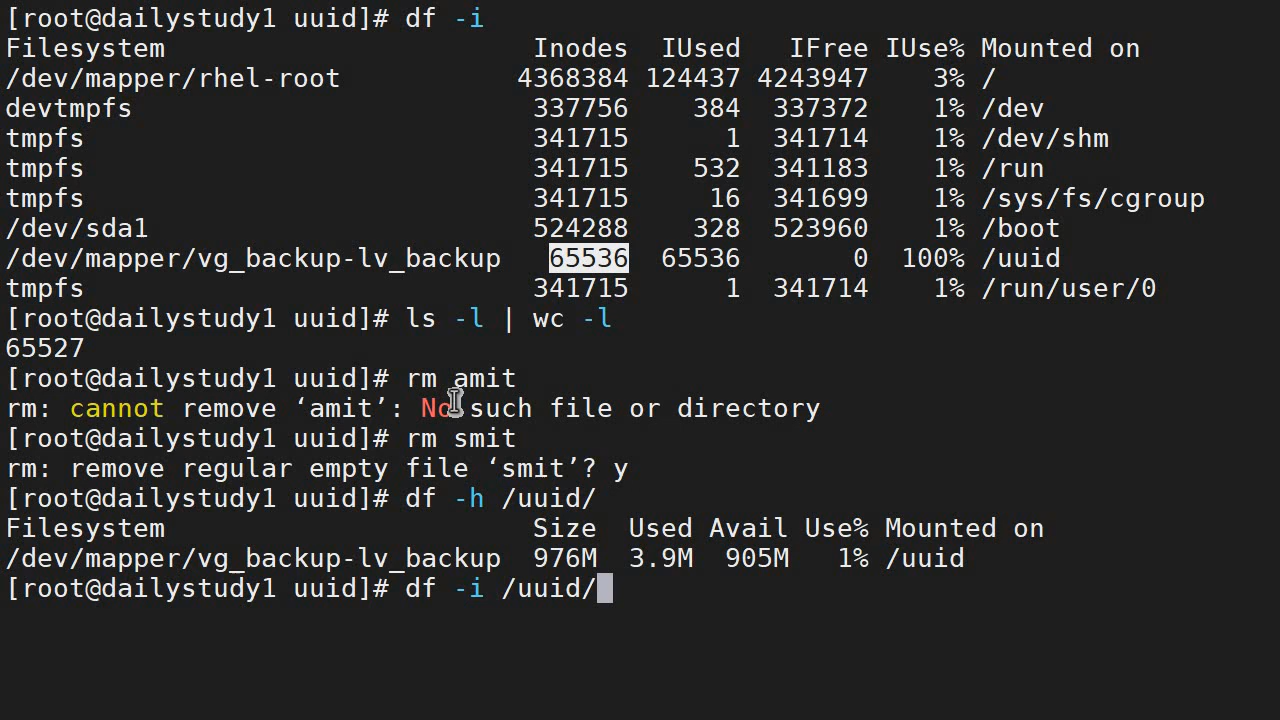 [root@dailystudy1 uuid]# df -i
Filesystem Inodes IUsed IFree IUse% Mounted on
/dev/mapper/rhel-root 4368384 124437 4243947 3% /
devtmpfs 337756 384 337372 1% /dev
tmpfs 341715 1 341714 1% /dev/shm
tmpfs 341715 532 341183 1% /run
tmpfs 341715 16 341699 1% /sys/fs/cgroup
/dev/sda1 524288 328 523960 1% /boot
/dev/mapper/vg_backup-lv_backup 65536 65536 0 100% /uuid
tmpfs 341715 1 341714 1% /run/user/0
[root@dailystudy1 uuid]# ls -l | wc -l
65527
[root@dailystudy1 uuid]# rm amit
rm: cannot remove ‘amit’: No such file or directory
[root@dailystudy1 uuid]# rm smit
rm: remove regular empty file ‘smit’? y
[root@dailystudy1 uuid]# df -h /uuid/
Filesystem Size Used Avail Use% Mounted on
/dev/mapper/vg_backup-lv_backup 976M 3.9M 905M 1% /uuid
[root@dailystudy1 uuid]# df -i /uuid/